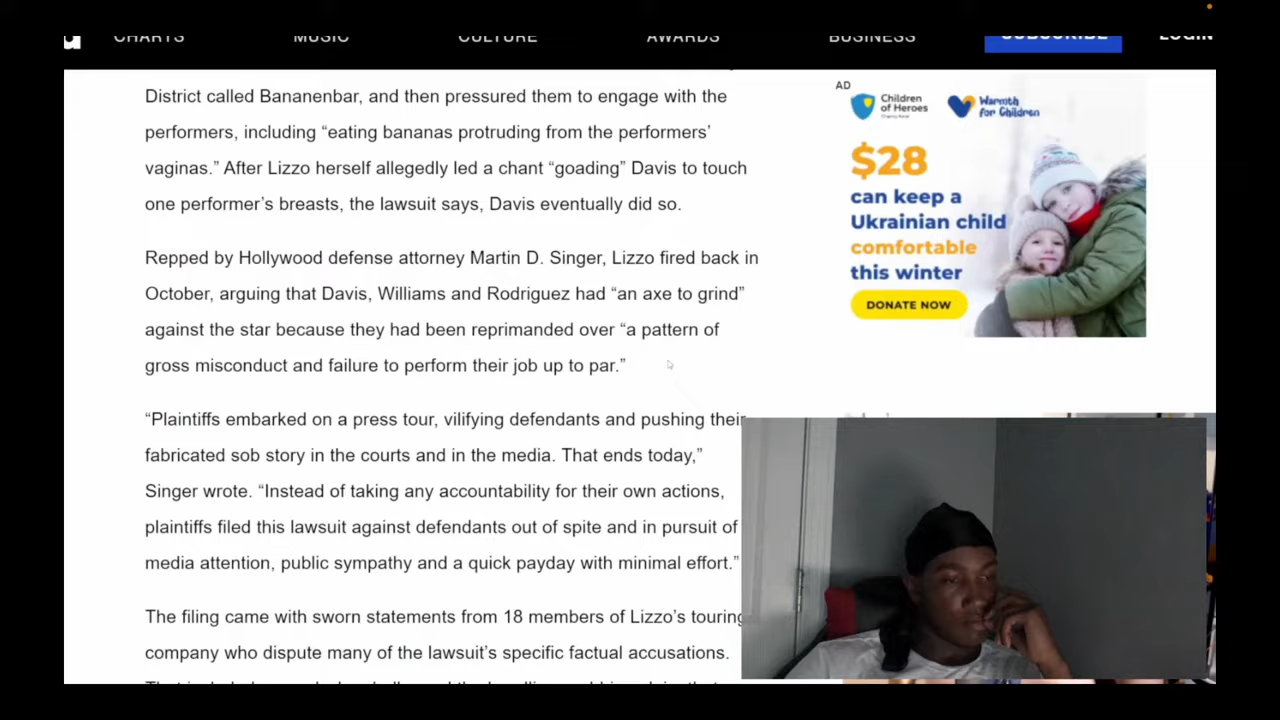 CHARTS MUSIC CULTURE AWARDS BUSINESS SUBSCRIBE LOGIN
District called Bananenbar, and then pressured them to engage with the
performers, including “eating bananas protruding from the performers’
vaginas.” After Lizzo herself allegedly led a chant “goading” Davis to touch
one performer’s breasts, the lawsuit says, Davis eventually did so.
Repped by Hollywood defense attorney Martin D. Singer, Lizzo fired back in
October, arguing that Davis, Williams and Rodriguez had “an axe to grind”
against the star because they had been reprimanded over “a pattern of
gross misconduct and failure to perform their job up to par.”
“Plaintiffs embarked on a press tour, vilifying defendants and pushing their
fabricated sob story in the courts and in the media. That ends today,”
Singer wrote. “Instead of taking any accountability for their own actions,
plaintiffs filed this lawsuit against defendants out of spite and in pursuit of
media attention, public sympathy and a quick payday with minimal effort.”
The filing came with sworn statements from 18 members of Lizzo’s touring
company who dispute many of the lawsuit’s specific factual accusations.
AD
Children
of Heroes
Warmth
for Children
$28
can keep a
Ukrainian child
comfortable
this winter
DONATE NOW